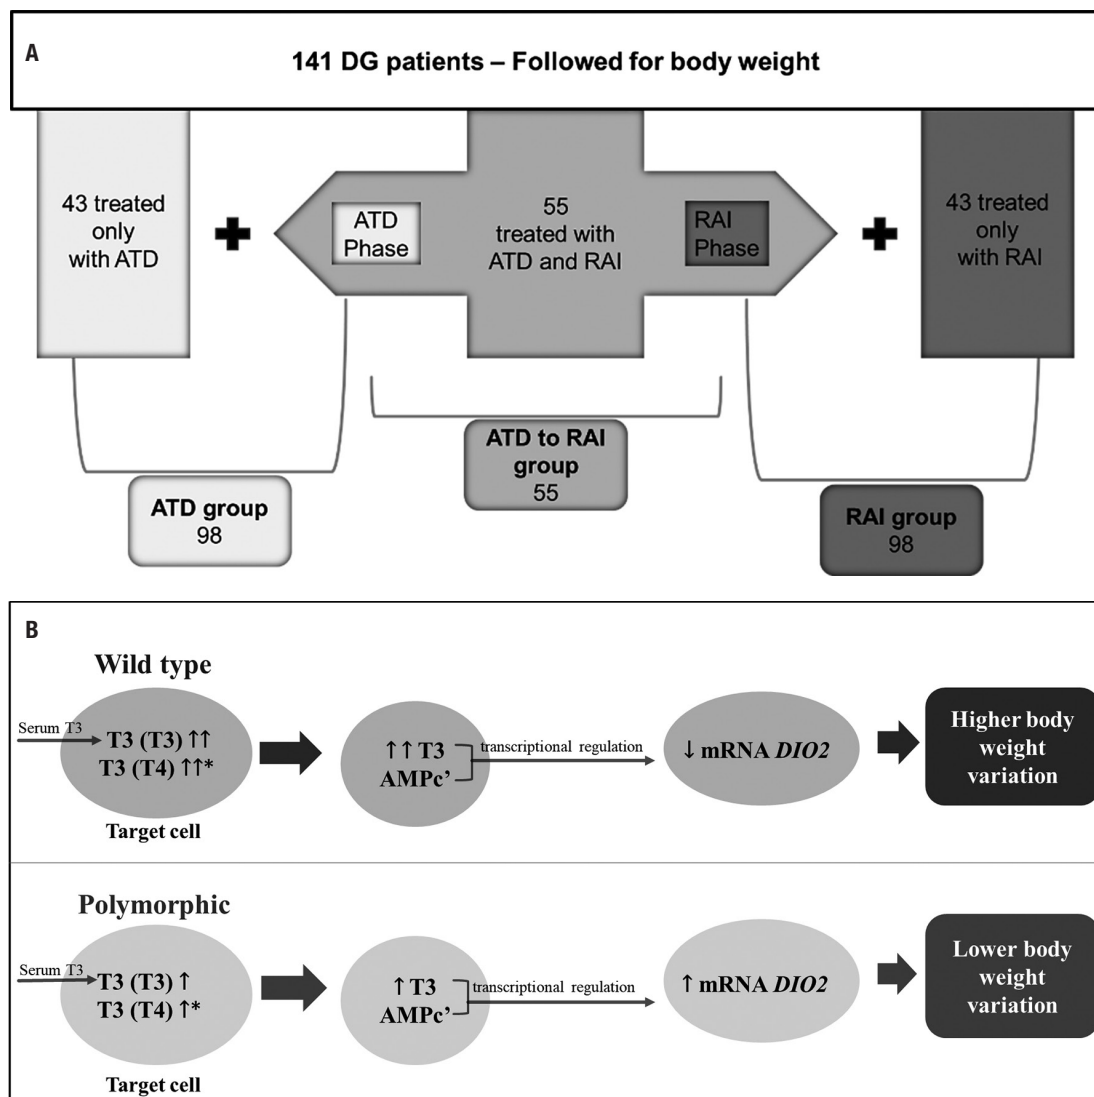 A
141 DG patients – Followed for body weight
43 treated
only
with ATD
ATD
Phase
55
treated with
ATD and RAI
RAI
Phase
43 treated
only
with RAI
ATD group
98
ATD to RAI
group
55
RAI group
98
B
Wild type
Serum T3
T3 (T3) ↑↑
T3 (T4) ↑↑*
Target cell
↑↑ T3
AMPc’
transcriptional regulation
↓ mRNA DIO2
Higher body
weight
variation
Polymorphic
Serum T3
T3 (T3) ↑
T3 (T4) ↑*
Target cell
↑ T3
AMPc’
transcriptional regulation
↑ mRNA DIO2
Lower body
weight
variation